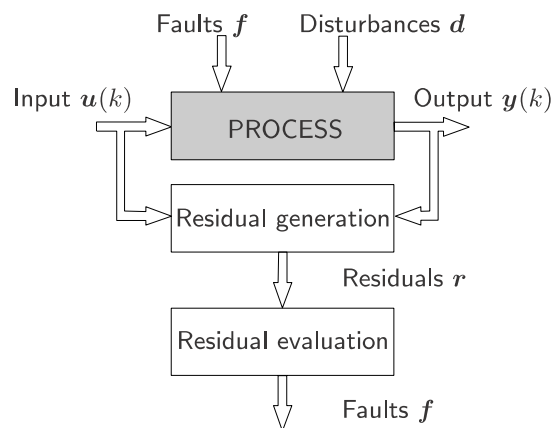 Faults f
Disturbances d
Input u(k)
Output y(k)
PROCESS
Residual generation
Residuals r
Residual evaluation
Faults f